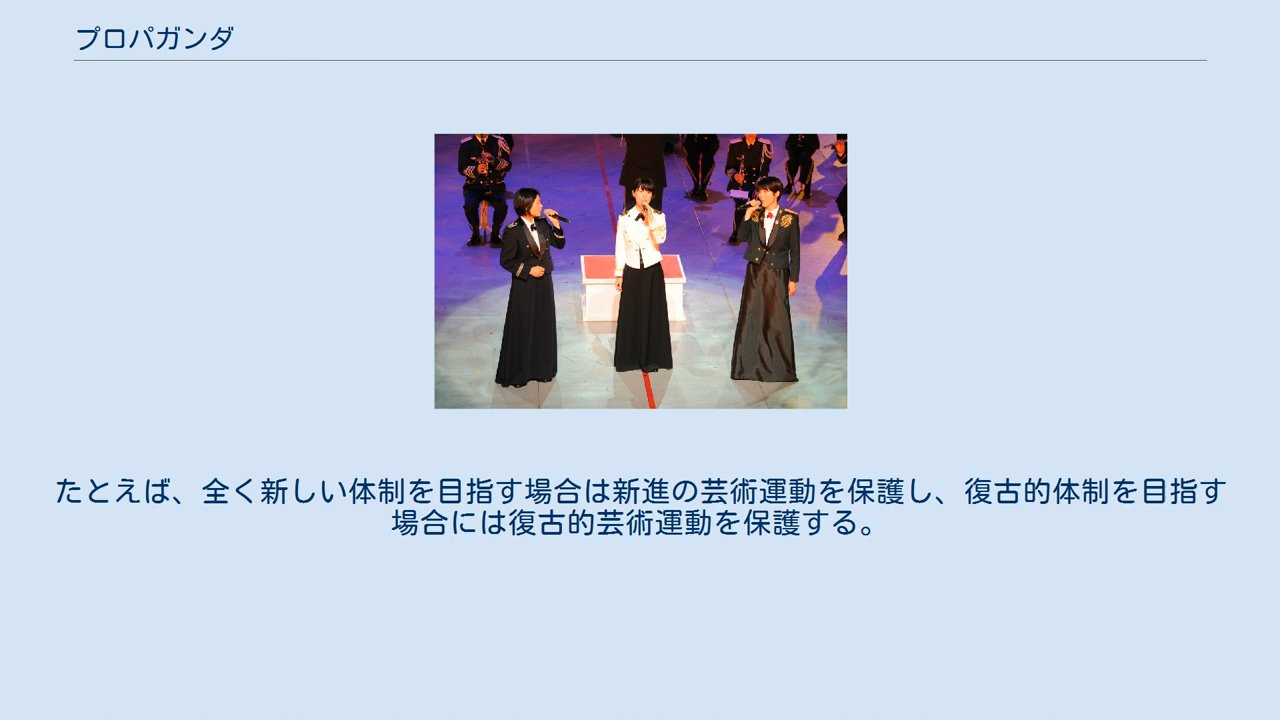 プロパガンダ
たとえば、全く新しい体制を目指す場合は新進の芸術運動を保護し、復古的体制を目指す
場合には復古的芸術運動を保護する。